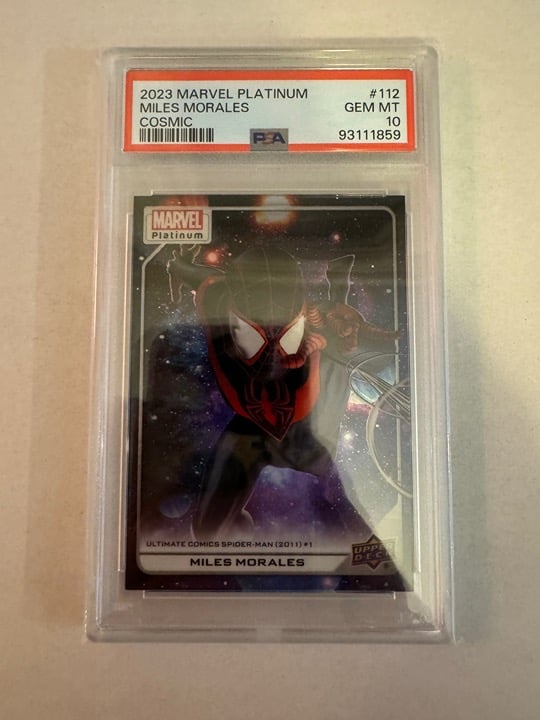 2023 MARVEL PLATINUM #112
MILES MORALES GEM MT
COSMIC 10
PSA 93111859
MARVEL
Platinum
ULTIMATE COMICS SPIDER-MAN (2011) #1
MILES MORALES
UPPER
DECK